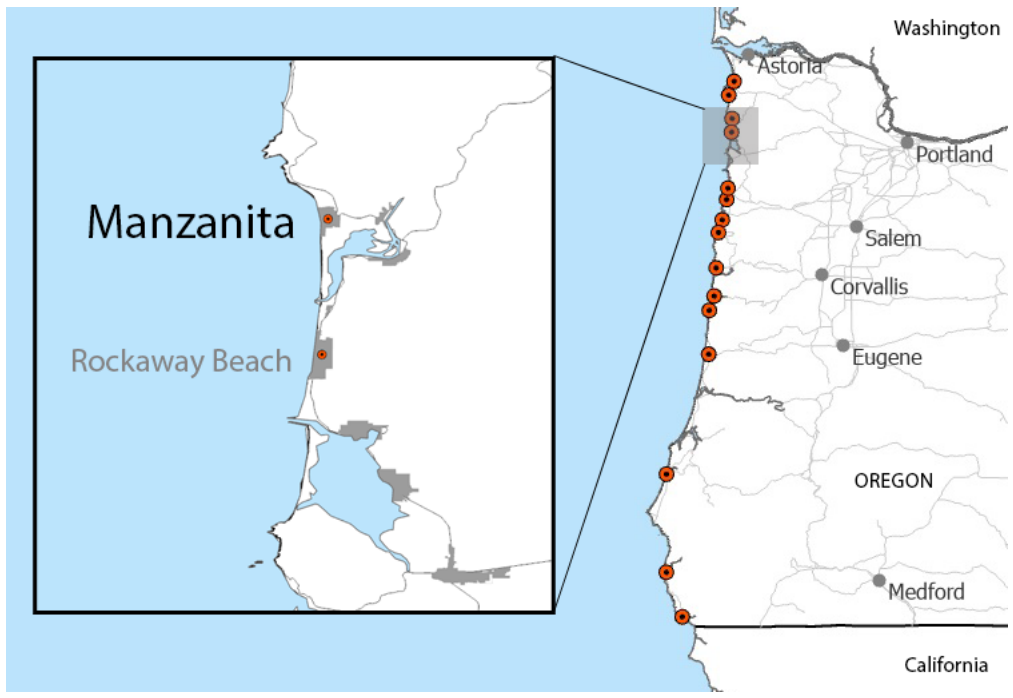 Washington
Astoria
Portland
Manzanita
Salem
Corvallis
Rockaway Beach
Eugene
OREGON
Medford
California